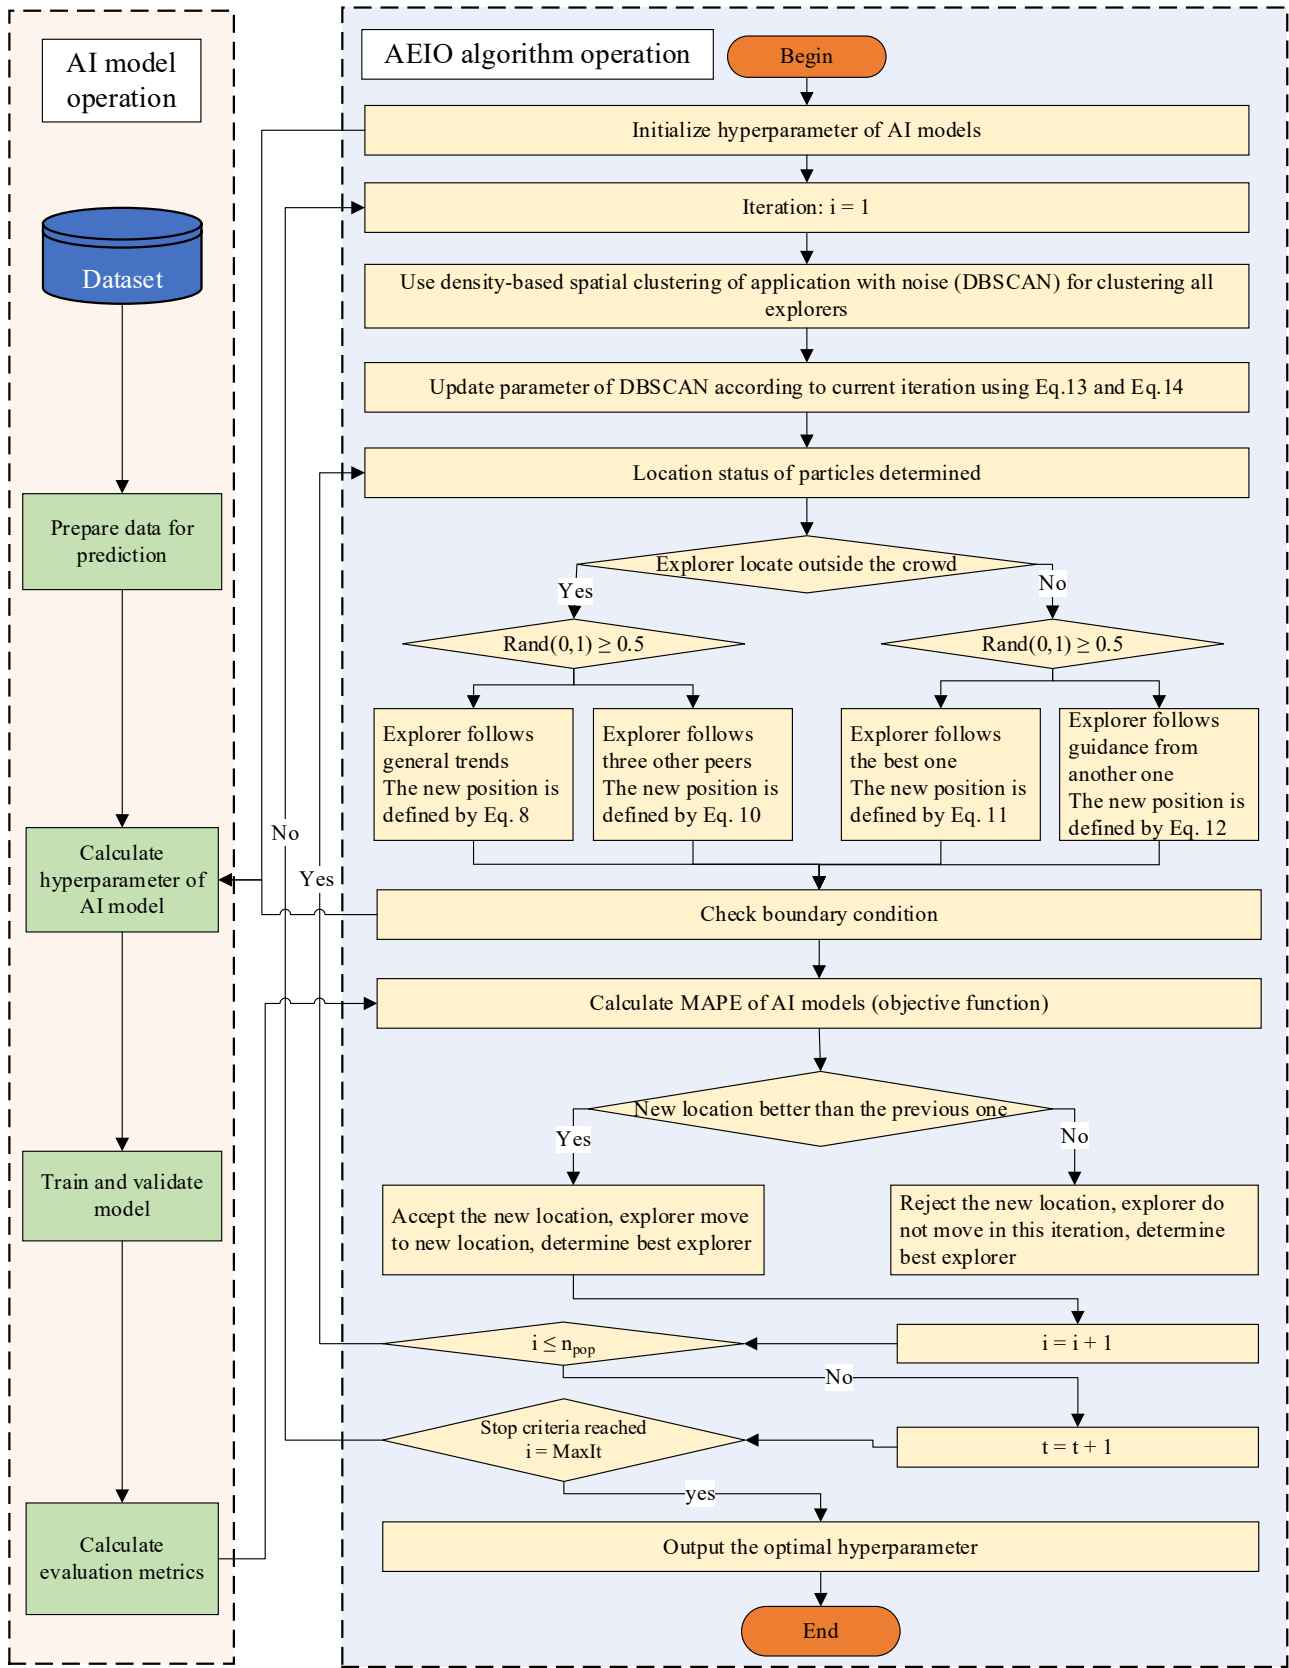 AI model
operation
Dataset
Prepare data for
prediction
Calculate
hyperparameter of
AI model
Train and validate
model
Calculate
evaluation metrics
AEIO algorithm operation
Begin
Initialize hyperparameter of AI models
Iteration: i = 1
Use density-based spatial clustering of application with noise (DBSCAN) for clustering all
explorers
Update parameter of DBSCAN according to current iteration using Eq.13 and Eq.14
Location status of particles determined
Explorer locate outside the crowd
Yes
No
Rand(0,1) ≥ 0.5
Rand(0,1) ≥ 0.5
Explorer follows
general trends
The new position is
defined by Eq. 8
Explorer follows
three other peers
The new position is
defined by Eq. 10
Explorer follows
the best one
The new position is
defined by Eq. 11
Explorer follows
guidance from
another one
The new position is
defined by Eq. 12
No
Yes
Check boundary condition
Calculate MAPE of AI models (objective function)
New location better than the previous one
Yes
No
Accept the new location, explorer move
to new location, determine best explorer
Reject the new location, explorer do
not move in this iteration, determine
best explorer
i ≤ npop
i = i + 1
No
Stop criteria reached
i = MaxIt
t = t + 1
yes
Output the optimal hyperparameter
End